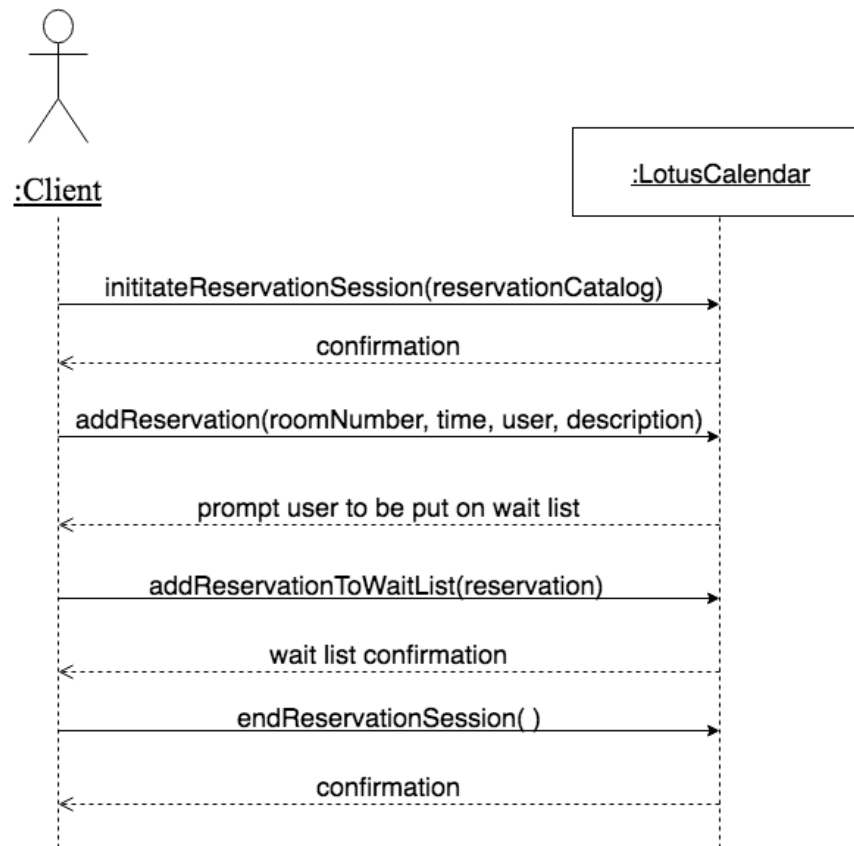 :Client
:LotusCalendar
inititateReservationSession(reservationCatalog)
confirmation
addReservation(roomNumber, time, user, description)
prompt user to be put on wait list
addReservationToWaitList(reservation)
wait list confirmation
endReservationSession( )
confirmation